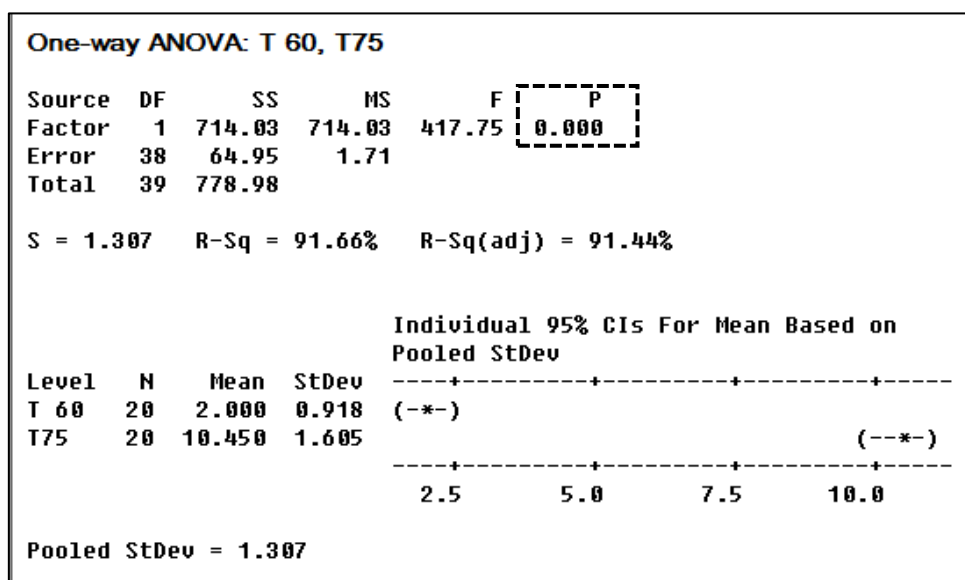 One-way ANOVA: T 60, T75
Source  DF      SS      MS       F      P
Factor   1  714.03  714.03  417.75  0.000
Error   38   64.95    1.71
Total   39  778.98
S = 1.307   R-Sq = 91.66%   R-Sq(adj) = 91.44%
Individual 95% CIs For Mean Based on
Pooled StDev
Level   N    Mean  StDev  ----+---------+---------+---------+-----
T 60   20   2.000  0.918  (-*-)
T75    20  10.450  1.605                                   (--*-)
----+---------+---------+---------+-----
2.5       5.0       7.5      10.0
Pooled StDev = 1.307